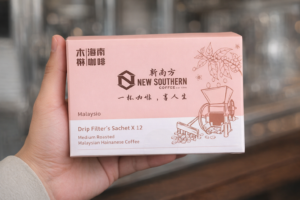 木 海南
咖啡
新南方
NEW SOUTHERN
COFFEE
一杯咖啡，人生
Malaysia
Drip Filter's Sachet X 12
Medium Roasted
Malaysian Hainanese Coffee